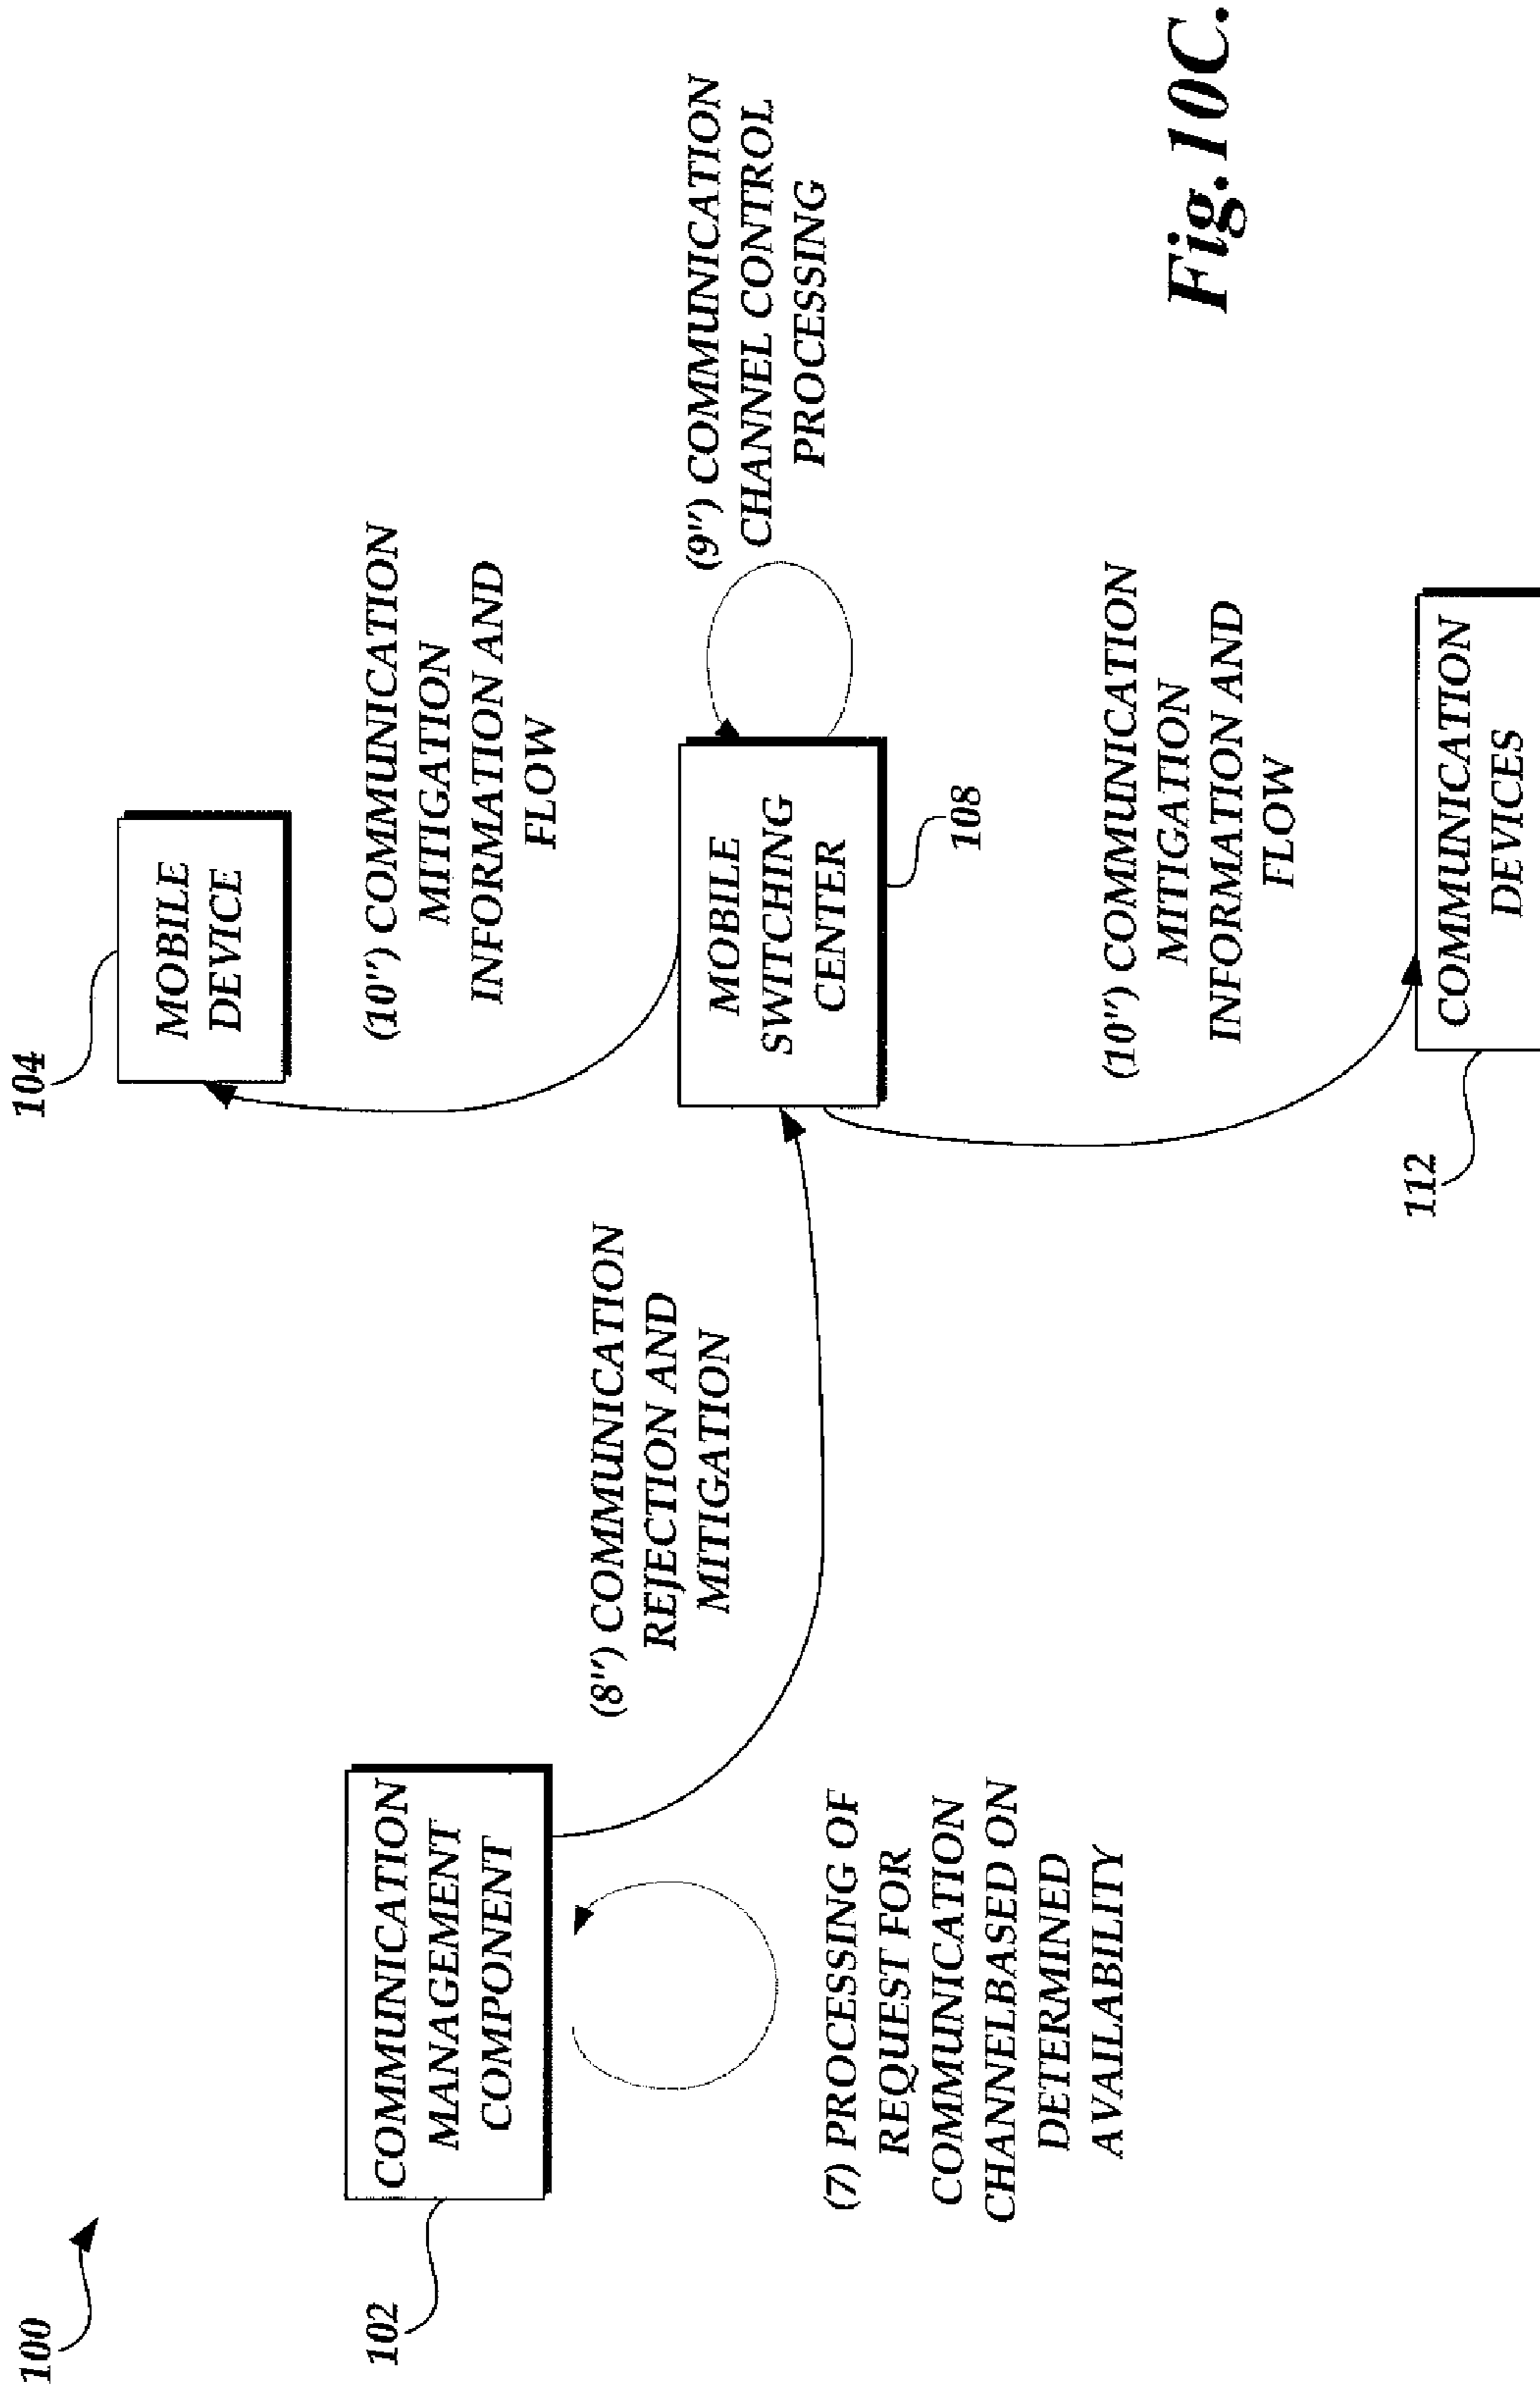 100
102
COMMUNICATION
MANAGEMENT
COMPONENT
(7) PROCESSING OF
REQUEST FOR
COMMUNICATION
CHANNELBASED ON
DETERMINED
AVAILABILITY
(8") COMMUNICATION
REJECTION AND
MITIGATION
104
MOBILE
DEVICE
(10") COMMUNICATION
MITIGATION
INFORMATION AND
FLOW
MOBILE
SWITCHING
CENTER
108
(9") COMMUNICATION
CHANNEL CONTROL
PROCESSING
(10") COMMUNICATION
MITIGATION
INFORMATION AND
FLOW
112
COMMUNICATION
DEVICES
Fig.10C.